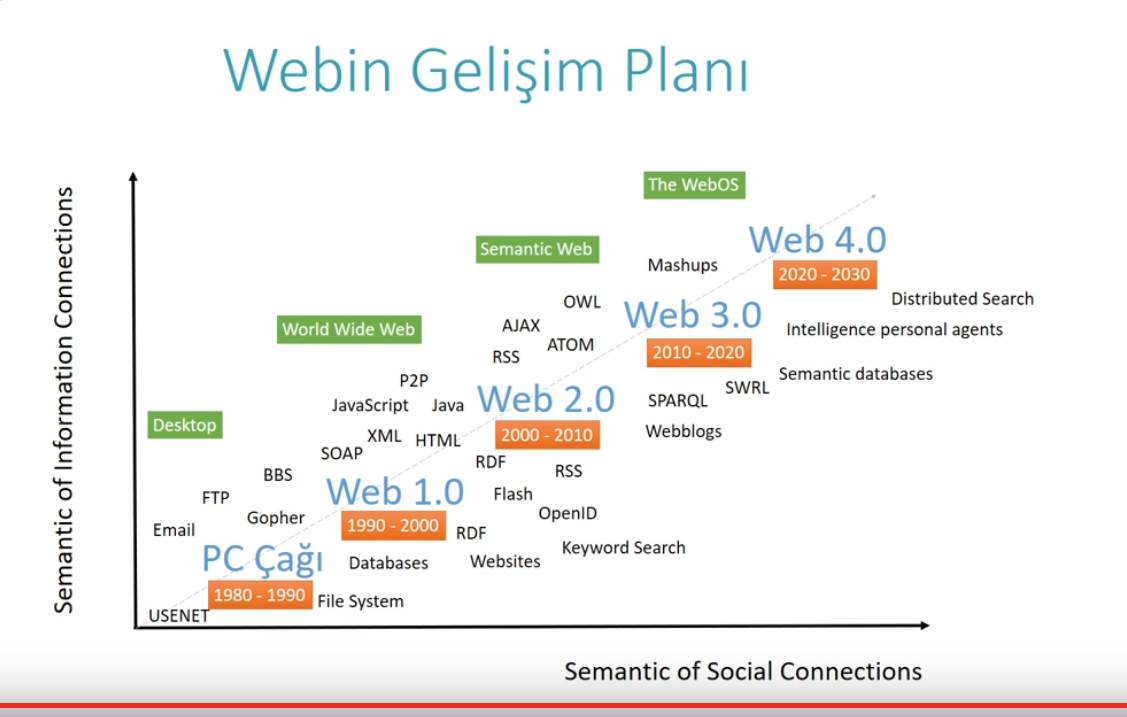 Webin Gelişim Planı
Semantic of Information Connections
The WebOS
Web 4.0
2020 - 2030
Semantic Web
Mashups
Distributed Search
OWL
Web 3.0
Intelligence personal agents
World Wide Web
AJAX
ATOM
2010 - 2020
RSS
Semantic databases
P2P
SWRL
JavaScript
Java
Web 2.0
SPARQL
Desktop
XML
HTML
2000 - 2010
Webblogs
SOAP
RDF
RSS
BBS
FTP
Web 1.0
Flash
Gopher
OpenID
Email
1990 - 2000
RDF
Keyword Search
PC Çağı
Databases
Websites
1980 - 1990
File System
USENET
Semantic of Social Connections